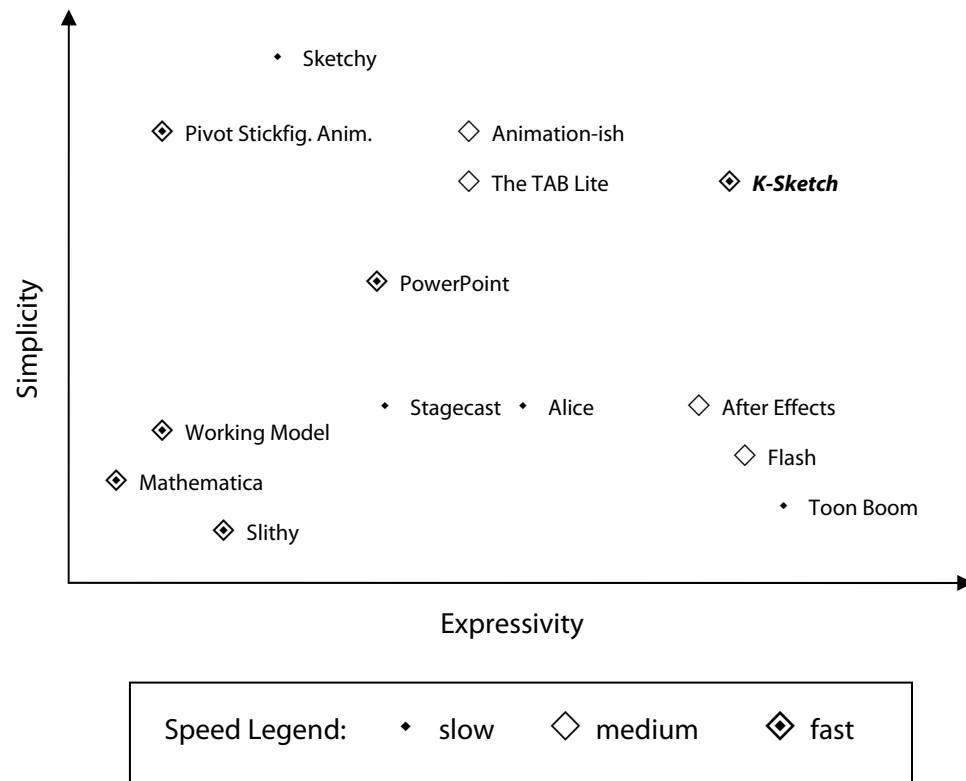 Sketchy
Pivot Stickfig. Anim.
Animation-ish
The TAB Lite
K-Sketch
PowerPoint
Simplicity
Stagecast
Alice
After Effects
Working Model
Flash
Mathematica
Toon Boom
Slithy
Expressivity
Speed Legend: slow medium fast